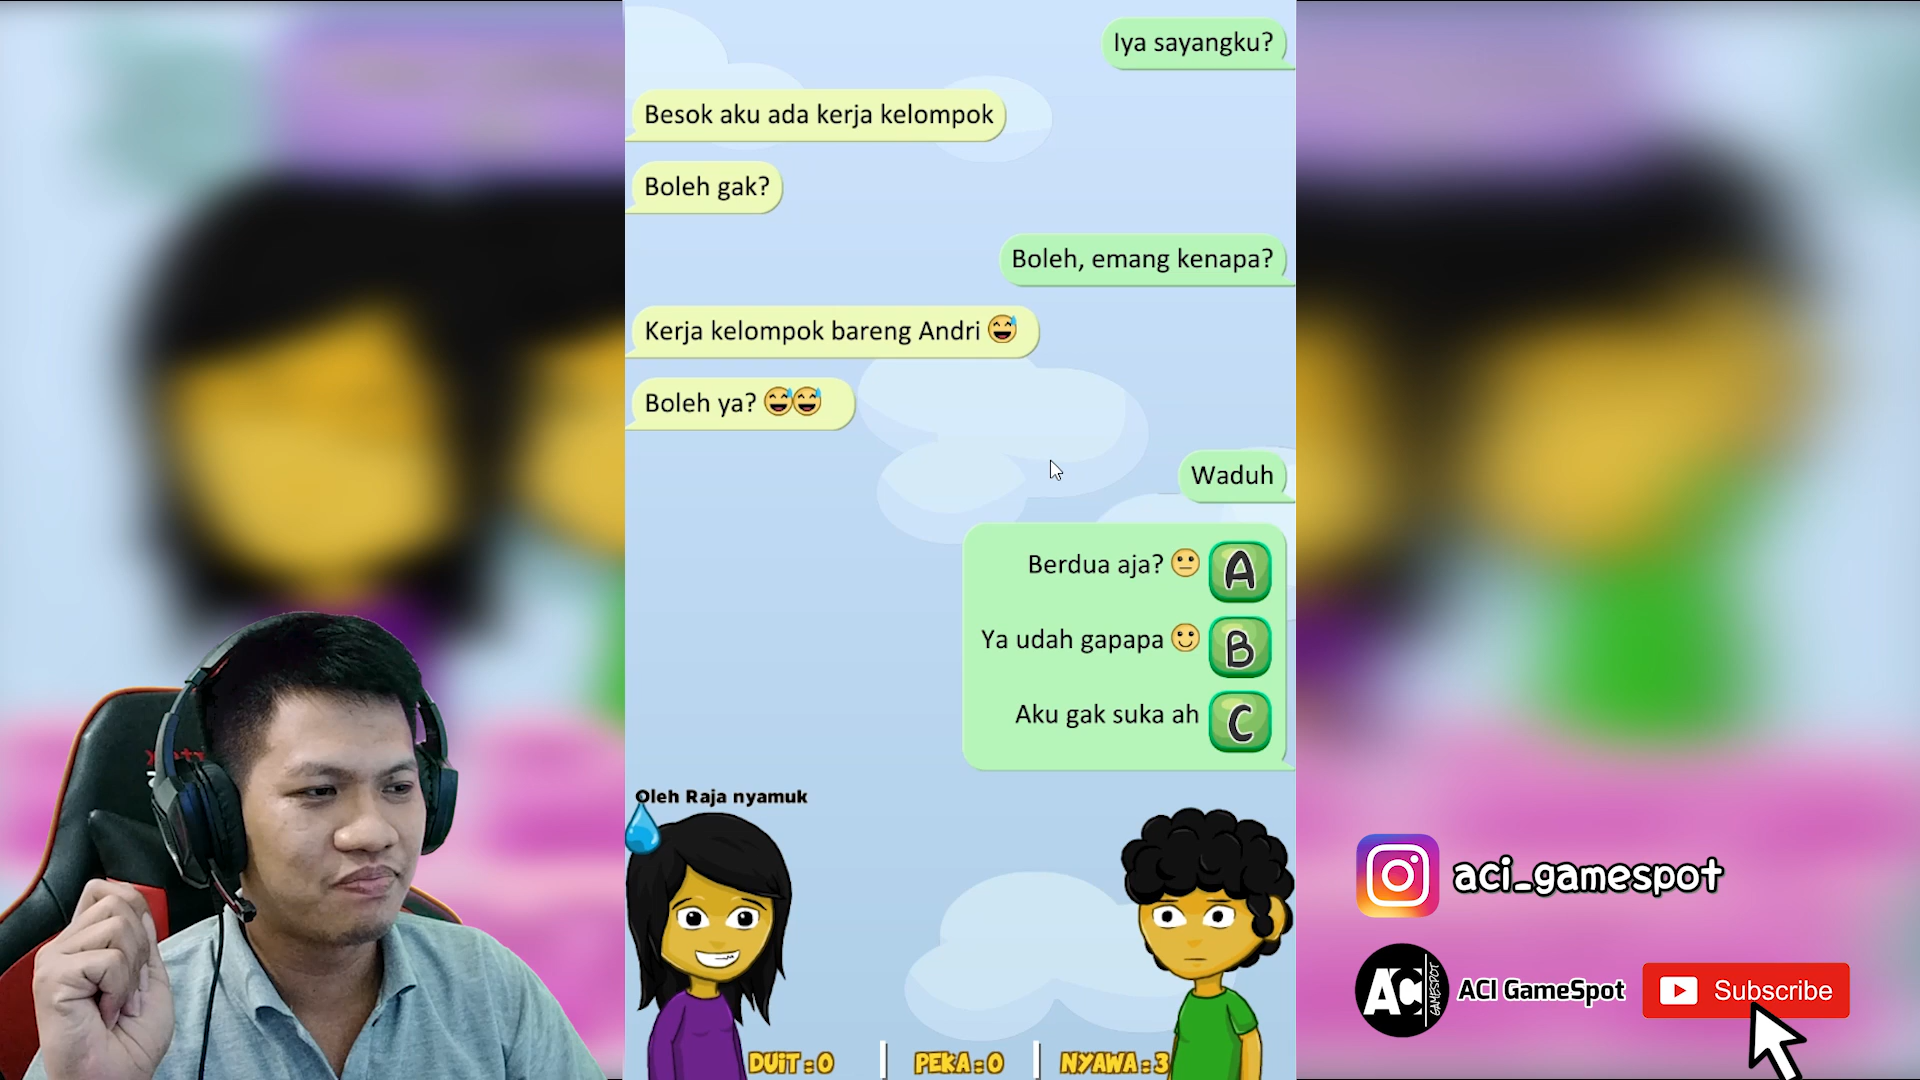 Iya sayangku?
Besok aku ada kerja kelompok
Boleh gak?
Boleh, emang kenapa?
Kerja kelompok bareng Andri 😅
Boleh ya? 😅😅
Waduh
Berdua aja? 😐 A
Ya udah gapapa 🙂 B
Aku gak suka ah C
Oleh Raja nyamuk
DUIT : 0 | PEKA : 0 | NYAWA : 3
aci_gamespot
AC GAMESPOT
ACI GameSpot
Subscribe